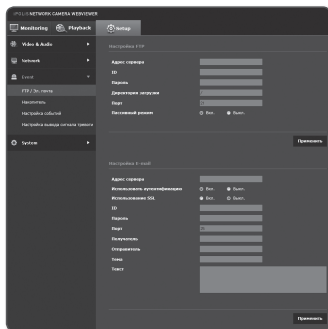 iPOLiS NETWORK CAMERA WEBVIEWER
Monitoring
Playback
Setup
Video & Audio
Network
Event
FTP / Эл. почта
Накопитель
Настройка событий
Настройка вывода сигнала тревоги
System
Настройка FTP
Адрес сервера
ID
Пароль
Директория загрузки
Порт
Пассивный режим
Вкл.
Выкл.
Применить
Настройка E-mail
Адрес сервера
Использовать аутентификацию
Вкл.
Выкл.
Использование SSL
Вкл.
Выкл.
ID
Пароль
Порт
Получатель
Отправитель
Тема
Текст
Применить